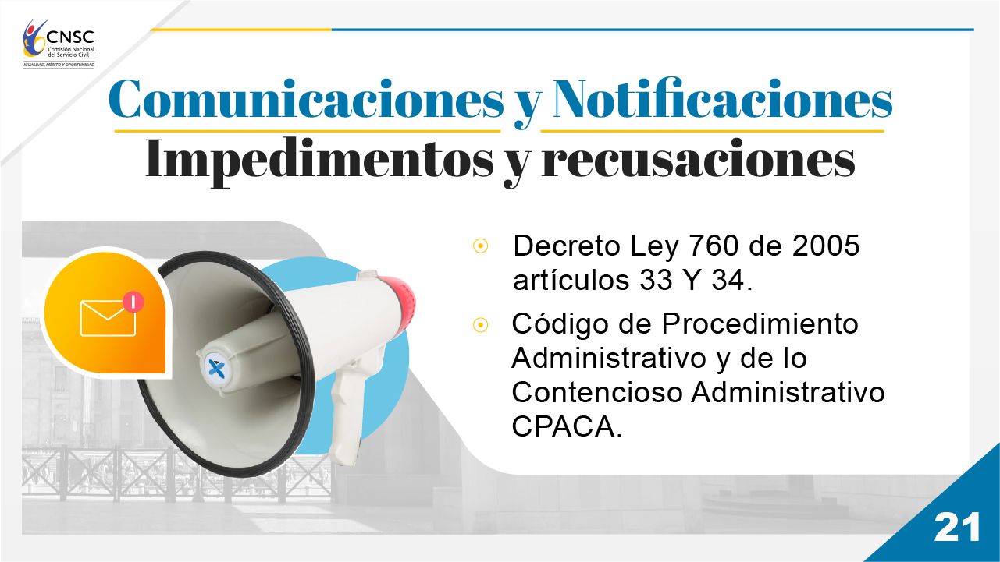 CNSC
Comisión Nacional
del Servicio Civil
IGUALDAD, MÉRITO Y OPORTUNIDAD
Comunicaciones y Notificaciones
Impedimentos y recusaciones
Decreto Ley 760 de 2005
artículos 33 Y 34.
Código de Procedimiento
Administrativo y de lo
Contencioso Administrativo
CPACA.
21